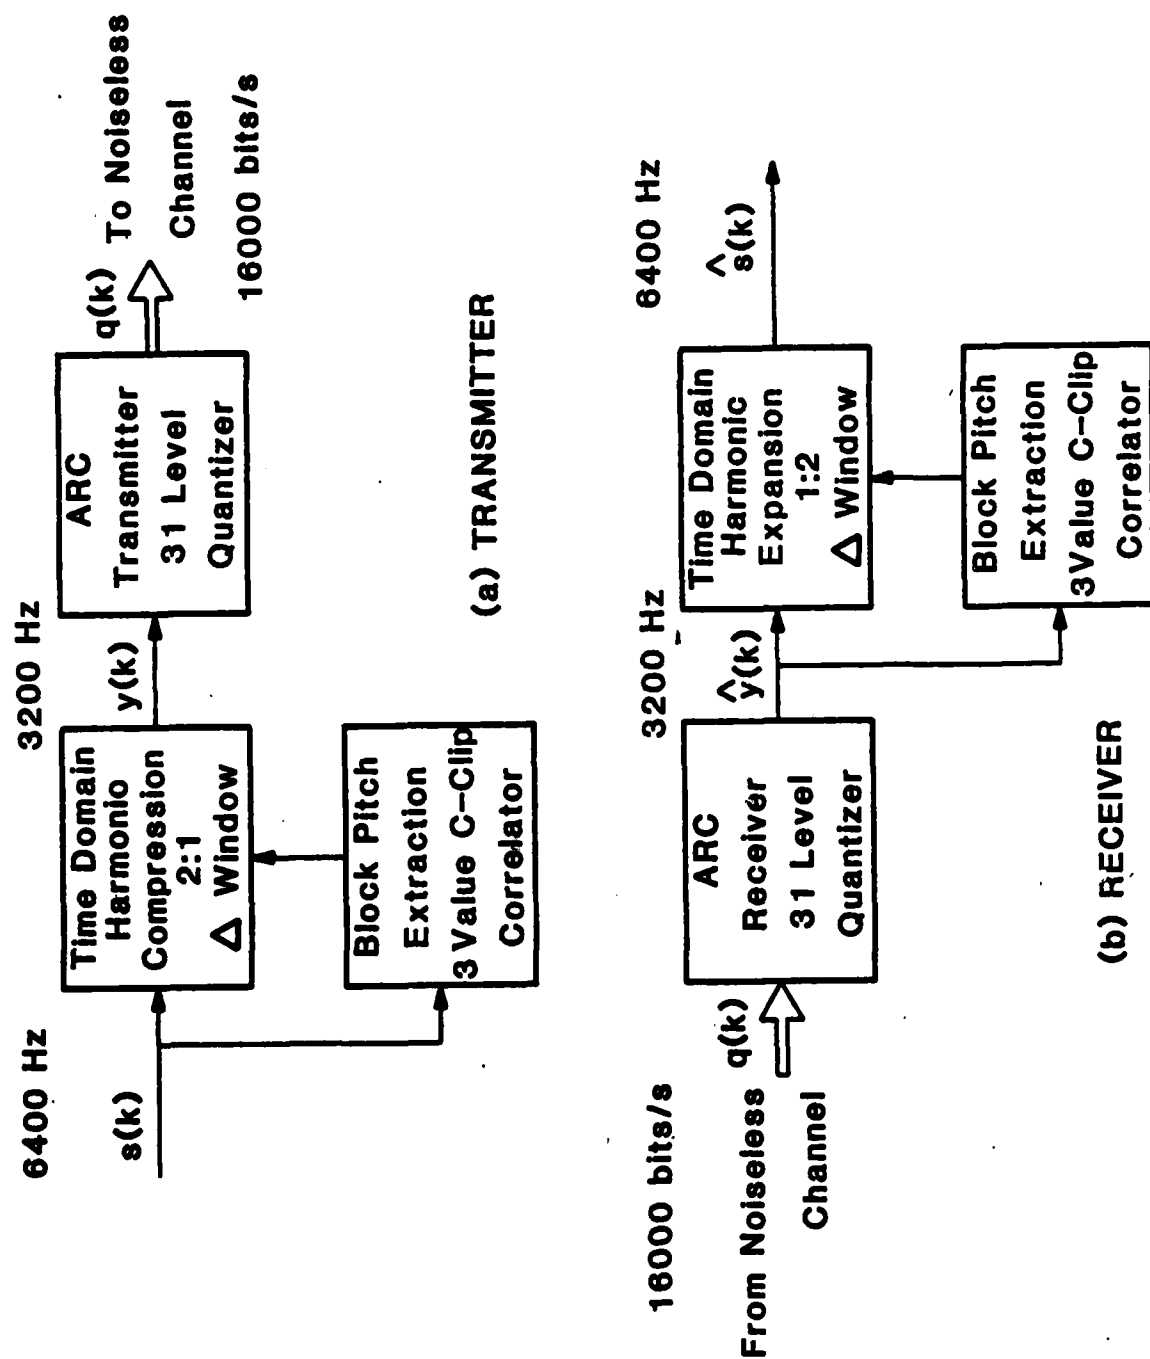 6400 Hz
s(k)
Time Domain
Harmonio
Compression
2:1
Δ Window
Block Pitch
Extraction
3 Value C-Clip
Correlator
3200 Hz
y(k)
ARC
Transmitter
31 Level
Quantizer
q(k)
To Noiseless
Channel
16000 bits/s
(a) TRANSMITTER
16000 bits/s
From Noiseless
Channel
q(k)
ARC
Receiver
31 Level
Quantizer
3200 Hz
ŷ(k)
Time Domain
Harmonic
Expansion
1:2
Δ Window
Block Pitch
Extraction
3Value C-Clip
Correlator
6400 Hz
ŝ(k)
(b) RECEIVER